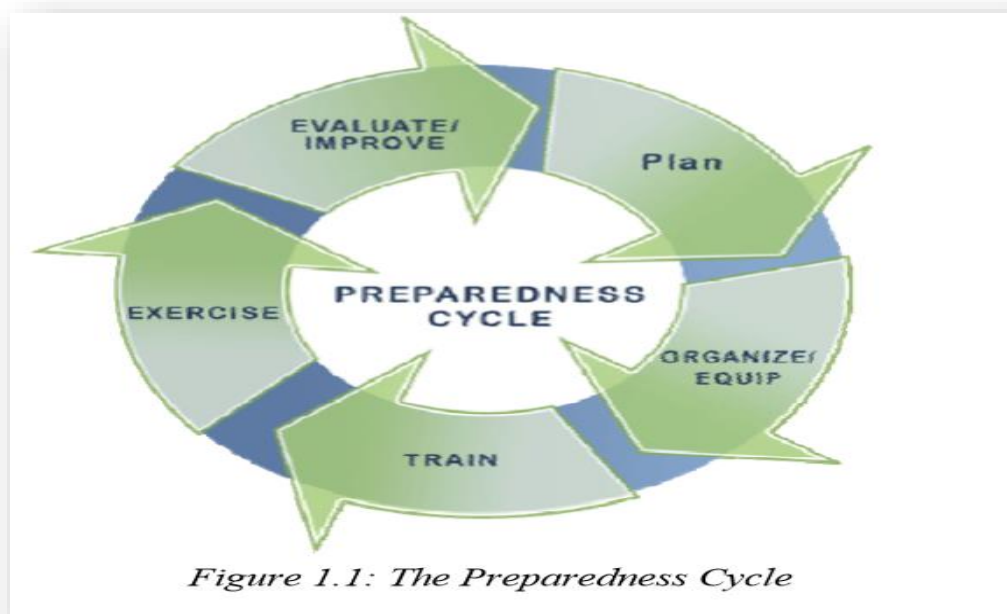 EVALUATE/
IMPROVE
Plan
ORGANIZE/
EQUIP
TRAIN
EXERCISE
PREPAREDNESS
CYCLE
Figure 1.1: The Preparedness Cycle